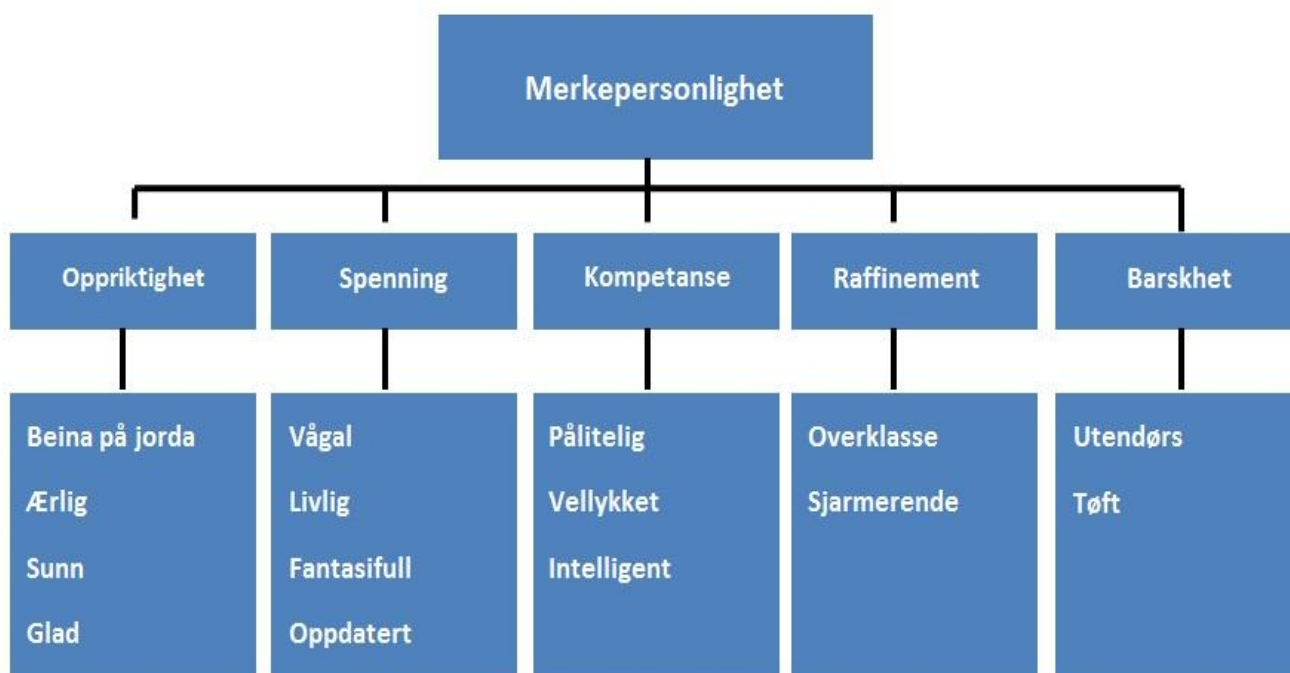 Merkepersonlighet
Oppriktighet
Spenning
Kompetanse
Raffinement
Barskhet
Beina på jorda
Ærlig
Sunn
Glad
Vågal
Livlig
Fantasifull
Oppdatert
Pålitelig
Vellykket
Intelligent
Overklasse
Sjarmerende
Utendørs
Tøft